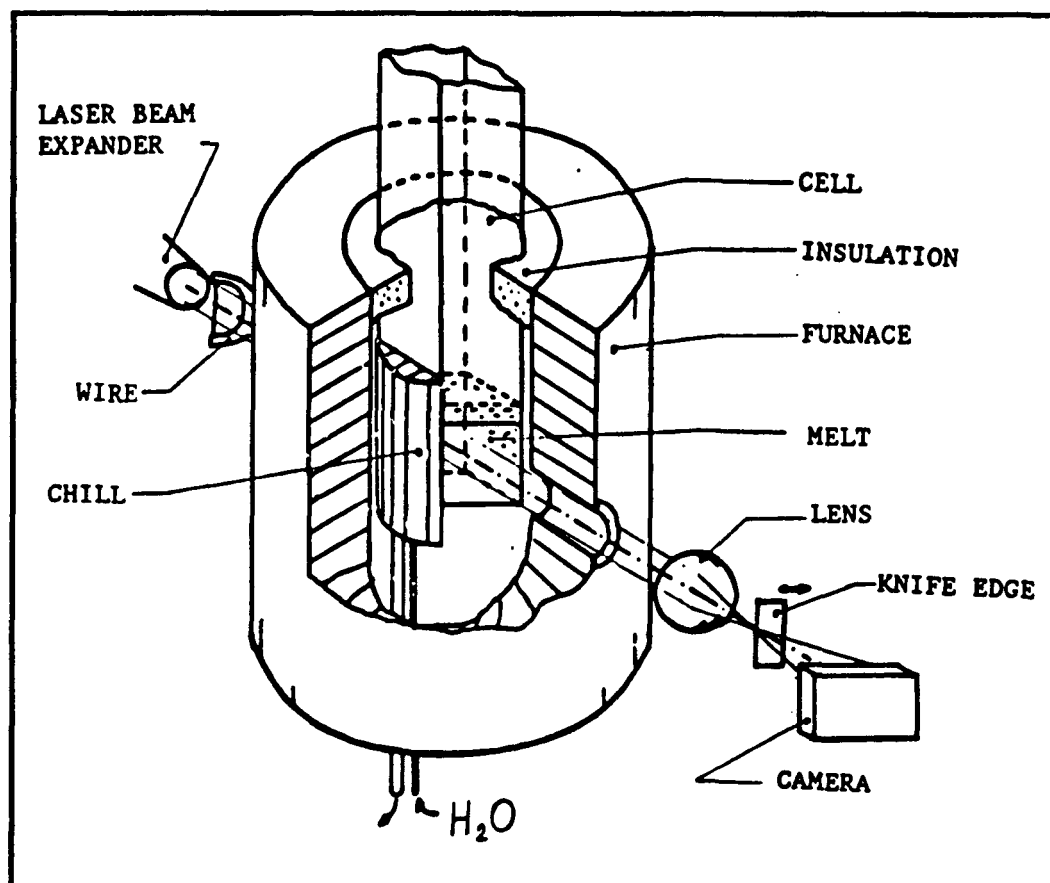 LASER BEAM
EXPANDER
CELL
INSULATION
FURNACE
WIRE
MELT
CHILL
LENS
KNIFE EDGE
CAMERA
H₂O